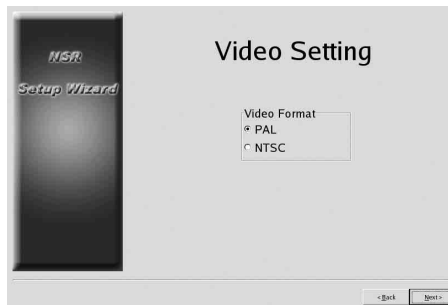 NSR
Setup Wizard
Video Setting
Video Format
PAL
NTSC
< Back
Next >